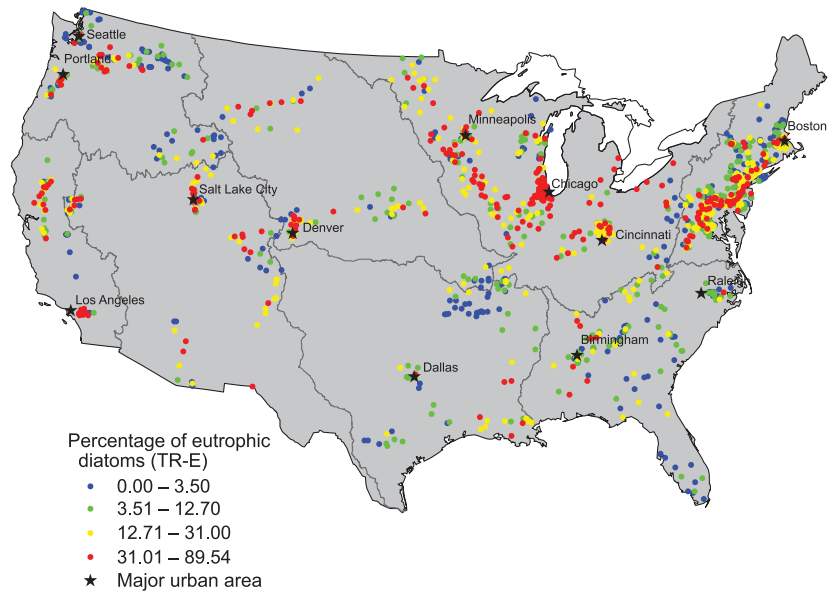 Seattle
Portland
Minneapolis
Boston
Salt Lake City
Chicago
Denver
Cincinnati
Los Angeles
Raleigh
Birmingham
Dallas
Percentage of eutrophic
diatoms (TR-E)
0.00 – 3.50
3.51 – 12.70
12.71 – 31.00
31.01 – 89.54
Major urban area